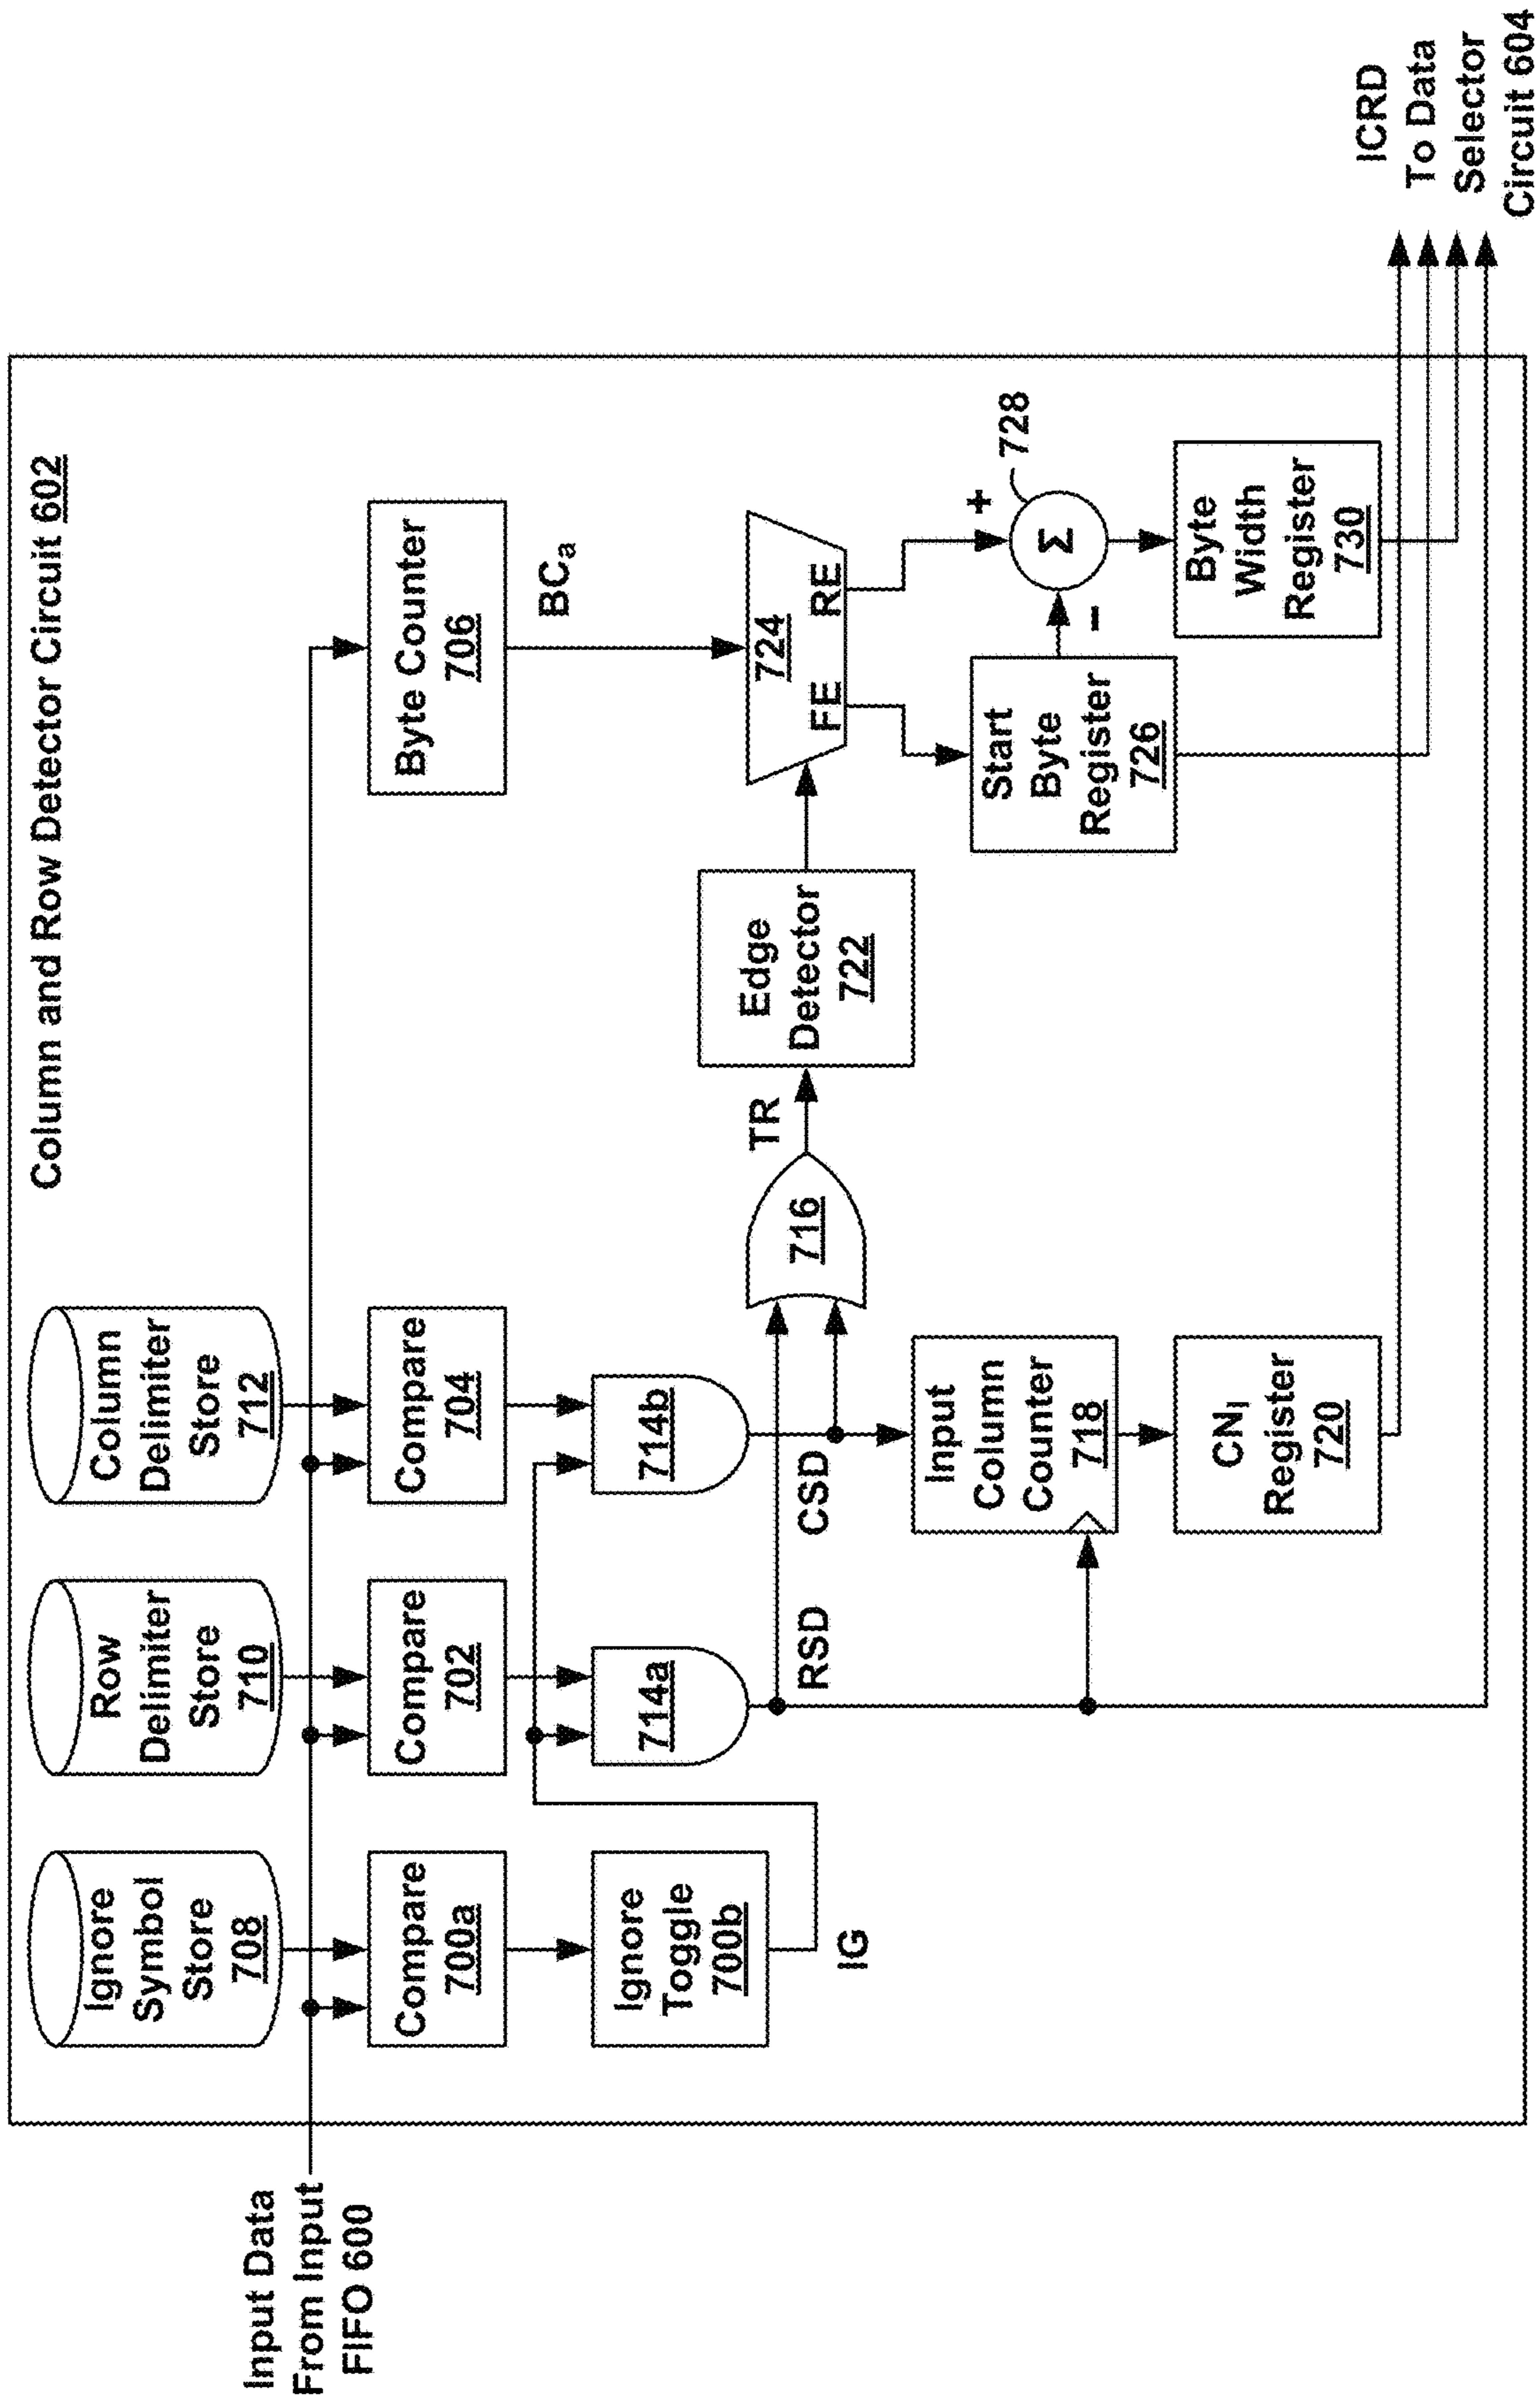 Column and Row Detector Circuit 602
Input Data
From Input
FIFO 600
Ignore
Symbol
Store
708
Row
Delimiter
Store
710
Column
Delimiter
Store
712
Compare
700a
Compare
702
Compare
704
Byte Counter
706
BCa
Ignore
Toggle
700b
IG
714a
714b
RSD
CSD
716
TR
Edge
Detector
722
724
FE RE
Input
Column
Counter
718
CNI
Register
720
Start
Byte
Register
726
+
−
Σ
728
Byte
Width
Register
730
ICRD
To Data
Selector
Circuit 604